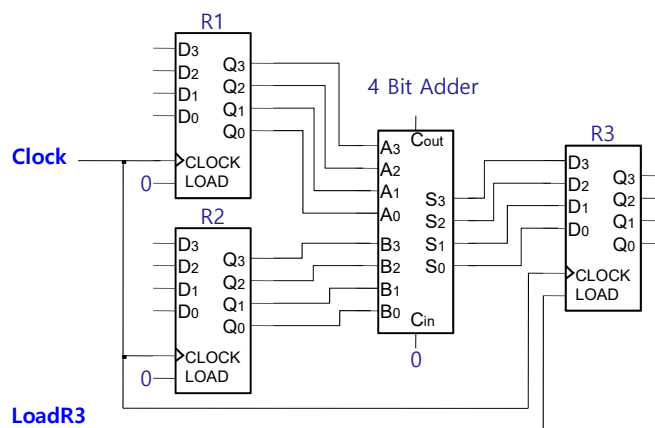 R1
D3
D2
D1
D0
Q3
Q2
Q1
Q0
CLOCK
LOAD
0
Clock
R2
D3
D2
D1
D0
Q3
Q2
Q1
Q0
CLOCK
LOAD
0
LoadR3
4 Bit Adder
Cout
A3
A2
A1
A0
B3
B2
B1
B0
S3
S2
S1
S0
Cin
0
R3
D3
D2
D1
D0
Q3
Q2
Q1
Q0
CLOCK
LOAD